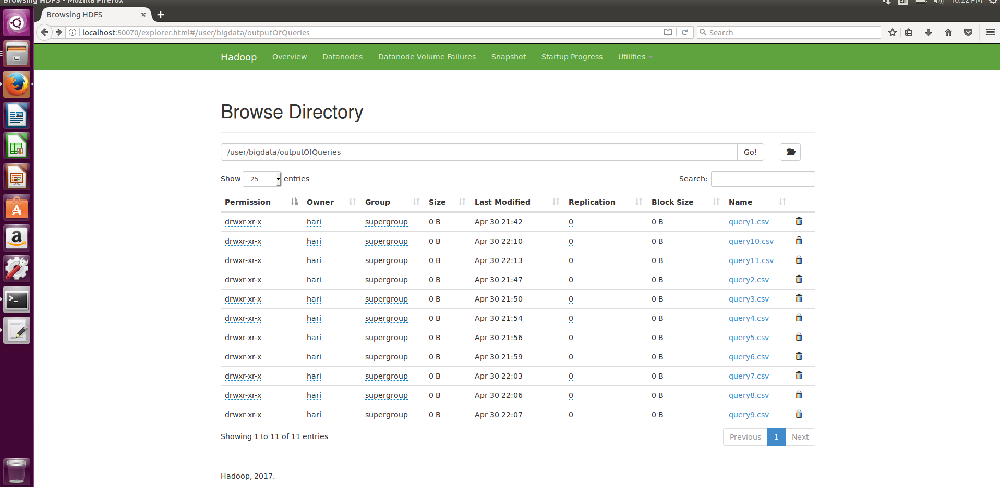 Browsing HDFS - Mozilla Firefox
En
10:22 PM
Browsing HDFS
localhost:50070/explorer.html#/user/bigdata/outputOfQueries
Search
Hadoop Overview Datanodes Datanode Volume Failures Snapshot Startup Progress Utilities
Browse Directory
/user/bigdata/outputOfQueries Go!
Show 25 entries Search:
Permission Owner Group Size Last Modified Replication Block Size Name
drwxr-xr-x hari supergroup 0 B Apr 30 21:42 0 0 B query1.csv
drwxr-xr-x hari supergroup 0 B Apr 30 22:10 0 0 B query10.csv
drwxr-xr-x hari supergroup 0 B Apr 30 22:13 0 0 B query11.csv
drwxr-xr-x hari supergroup 0 B Apr 30 21:47 0 0 B query2.csv
drwxr-xr-x hari supergroup 0 B Apr 30 21:50 0 0 B query3.csv
drwxr-xr-x hari supergroup 0 B Apr 30 21:54 0 0 B query4.csv
drwxr-xr-x hari supergroup 0 B Apr 30 21:56 0 0 B query5.csv
drwxr-xr-x hari supergroup 0 B Apr 30 21:59 0 0 B query6.csv
drwxr-xr-x hari supergroup 0 B Apr 30 22:03 0 0 B query7.csv
drwxr-xr-x hari supergroup 0 B Apr 30 22:06 0 0 B query8.csv
drwxr-xr-x hari supergroup 0 B Apr 30 22:07 0 0 B query9.csv
Showing 1 to 11 of 11 entries Previous 1 Next
Hadoop, 2017.